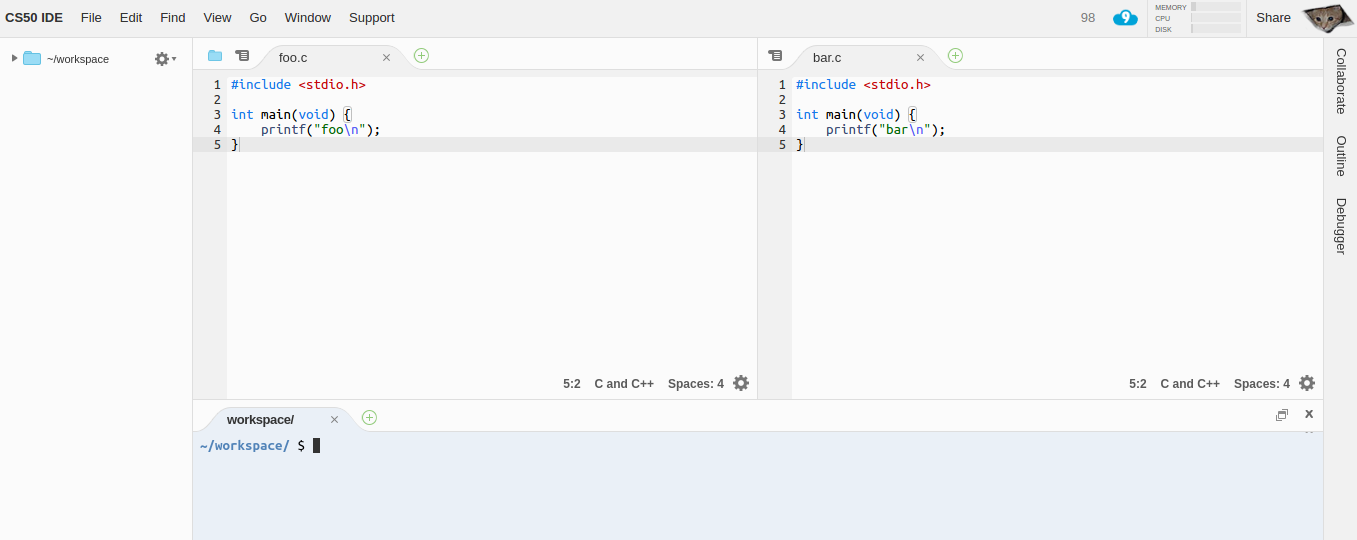 CS50 IDE File Edit Find View Go Window Support 98 MEMORY CPU DISK Share
~/workspace
foo.c
1 #include <stdio.h>
2
3 int main(void) {
4     printf("foo\n");
5 }
5:2 C and C++ Spaces: 4
bar.c
1 #include <stdio.h>
2
3 int main(void) {
4     printf("bar\n");
5 }
5:2 C and C++ Spaces: 4
workspace/
~/workspace/ $
Collaborate
Outline
Debugger